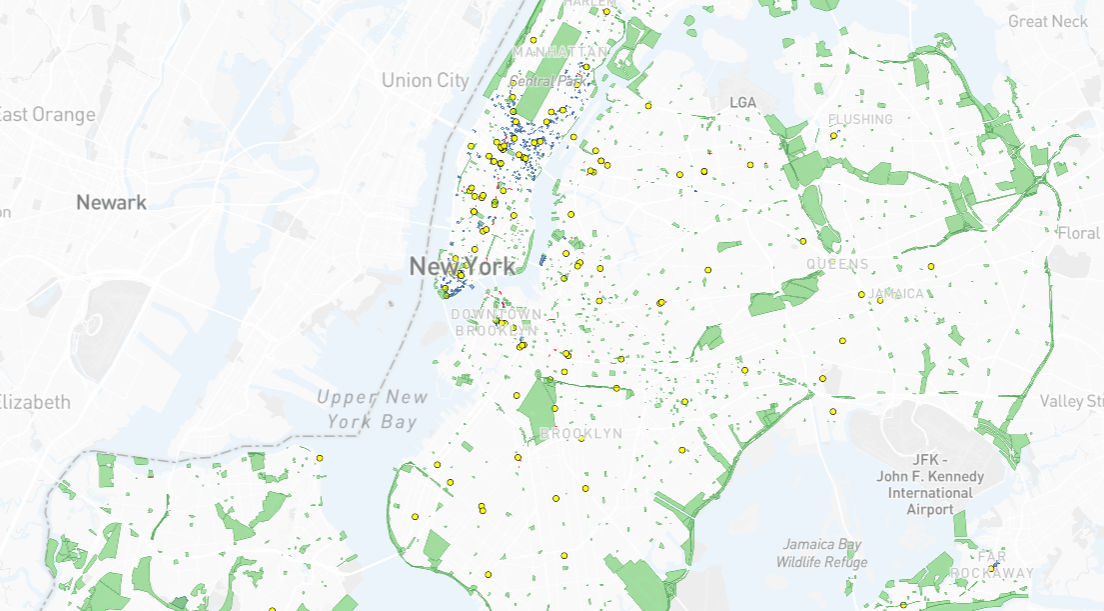 HARLEM
Great Neck
MANHATTAN
Union City
Central Park
LGA
East Orange
FLUSHING
Newark
Floral
New York
QUEENS
JAMAICA
DOWNTOWN
BROOKLYN
Upper New
York Bay
Elizabeth
Valley St
BROOKLYN
JFK -
John F. Kennedy
International
Airport
Jamaica Bay
Wildlife Refuge
FAR
ROCKAWAY